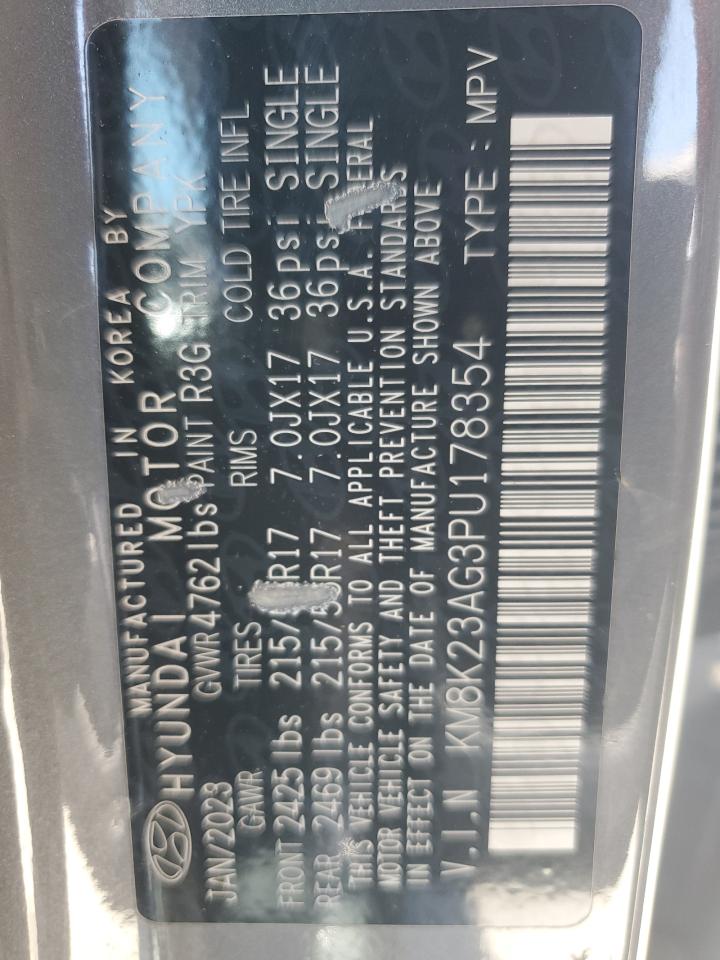 MANUFACTURED IN KOREA BY
HYUNDAI MOTOR COMPANY
JAN/2023 GVWR 4762 lbs PAINT R3G TRIM YPK
GAWR TIRES RIMS COLD TIRE INFL
FRONT 2425 lbs 7.0JX17 36psi SINGLE
REAR 2469 lbs 7.0JX17 36psi SINGLE
THIS VEHICLE CONFORMS TO ALL APPLICABLE U.S.A. FEDERAL
MOTOR VEHICLE SAFETY AND THEFT PREVENTION STANDARDS
IN EFFECT ON THE DATE OF MANUFACTURE SHOWN ABOVE
V.I.N KM8K23AG3PU178354 TYPE : MPV